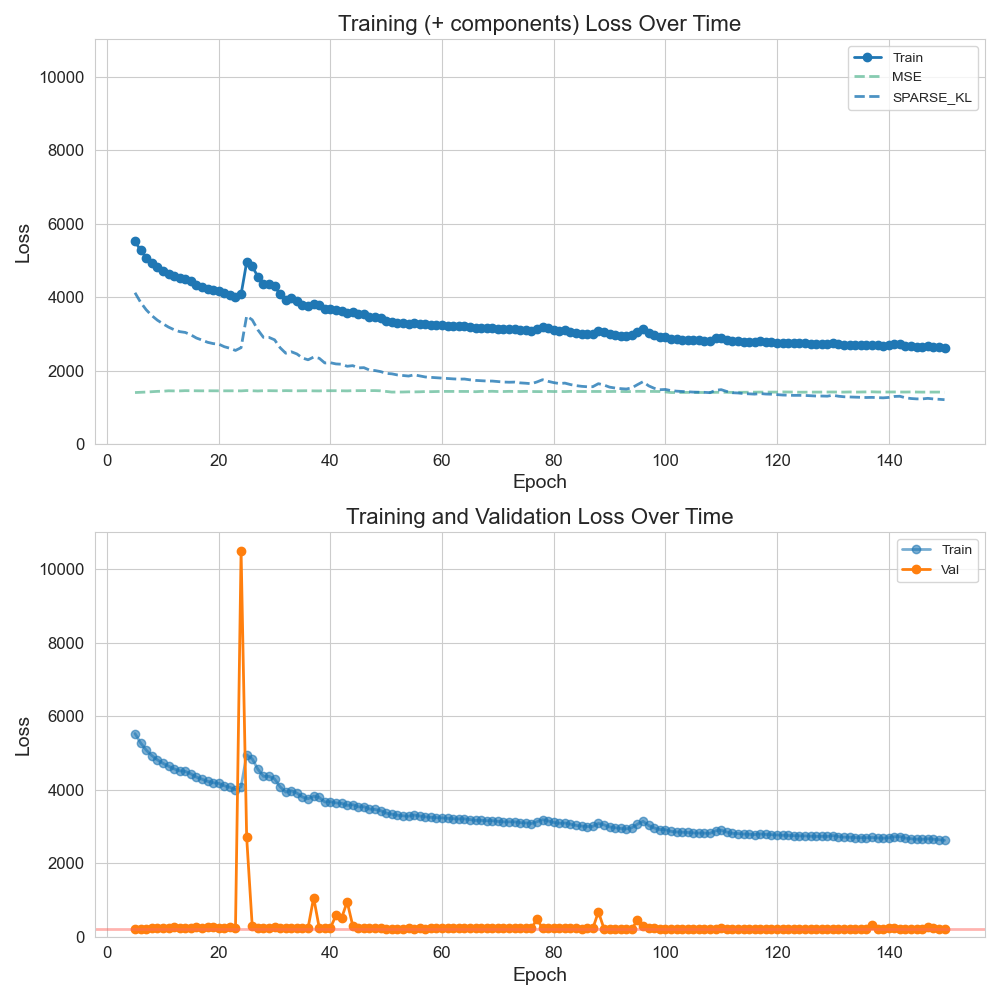 Training (+ components) Loss Over Time
Train
MSE
SPARSE_KL
Loss
10000
8000
6000
4000
2000
0
0 20 40 60 80 100 120 140
Epoch
Training and Validation Loss Over Time
Train
Val
Loss
10000
8000
6000
4000
2000
0
0 20 40 60 80 100 120 140
Epoch